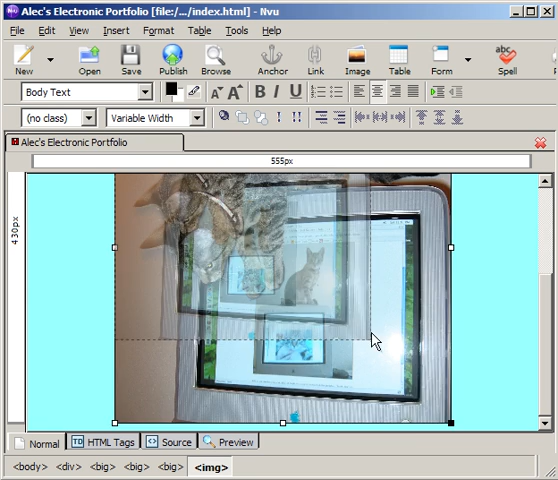 Alec's Electronic Portfolio [file:/.../index.html] - Nvu
File Edit View Insert Format Table Tools Help
New Open Save Publish Browse Anchor Link Image Table Form Spell
Body Text
B I U
(no class) Variable Width
Alec's Electronic Portfolio
555px
430px
Normal TD HTML Tags Source Preview
<body> <div> <big> <big> <big> <img>